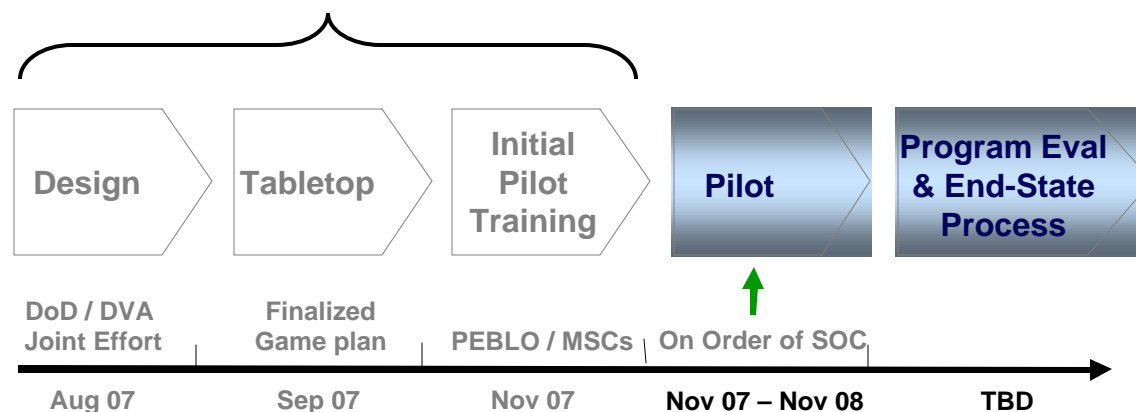 Design
Tabletop
Initial
Pilot
Training
Pilot
Program Eval
& End-State
Process
DoD / DVA
Joint Effort
Finalized
Game plan
PEBLO / MSCs
On Order of SOC
Aug 07
Sep 07
Nov 07
Nov 07 – Nov 08
TBD